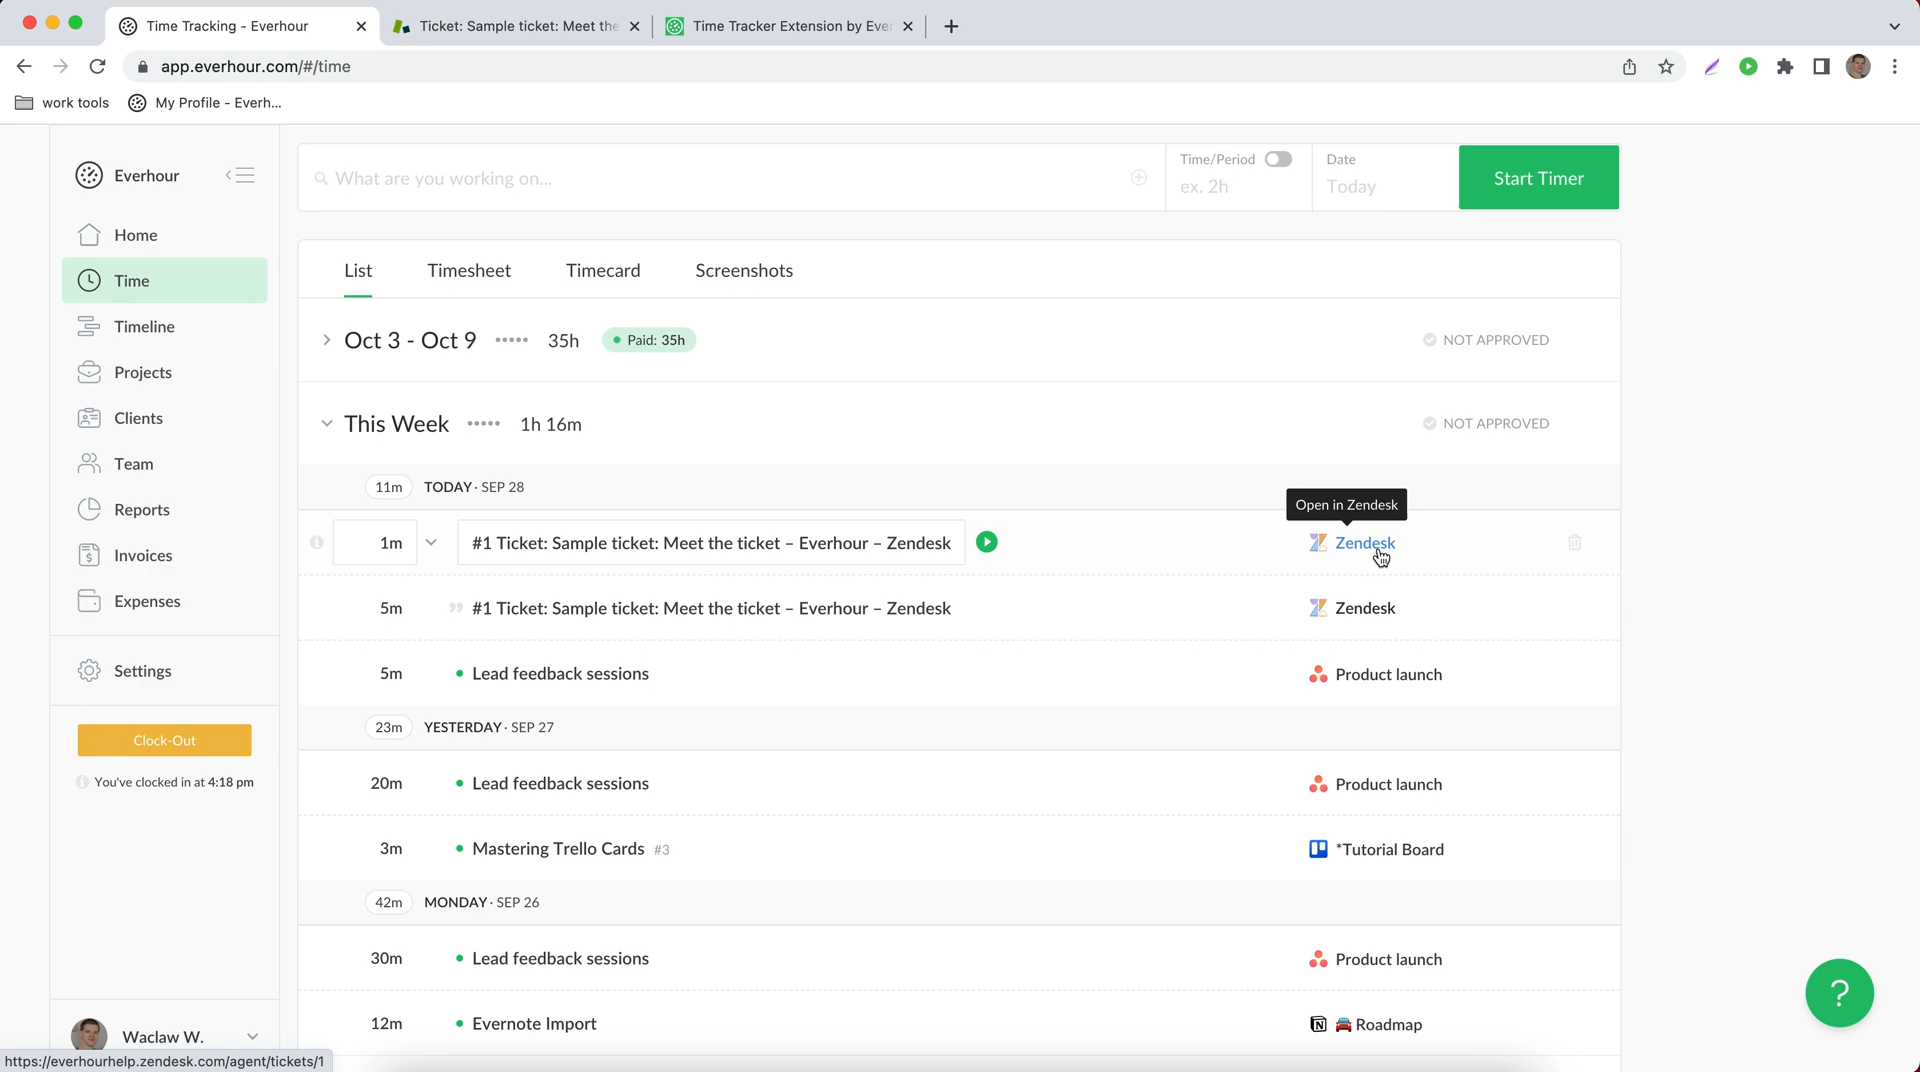 Time Tracking - Everhour
Ticket: Sample ticket: Meet the
Time Tracker Extension by Ever
app.everhour.com/#/time
work tools
My Profile - Everh...
Everhour
What are you working on...
Time/Period
ex. 2h
Date
Today
Start Timer
Home
Time
Timeline
Projects
Clients
Team
Reports
Invoices
Expenses
Settings
Clock-Out
You've clocked in at 4:18 pm
Waclaw W.
List Timesheet Timecard Screenshots
Oct 3 - Oct 9 35h Paid: 35h NOT APPROVED
This Week 1h 16m NOT APPROVED
11m TODAY · SEP 28
Open in Zendesk
1m #1 Ticket: Sample ticket: Meet the ticket – Everhour – Zendesk Zendesk
5m #1 Ticket: Sample ticket: Meet the ticket – Everhour – Zendesk Zendesk
5m Lead feedback sessions Product launch
23m YESTERDAY · SEP 27
20m Lead feedback sessions Product launch
3m Mastering Trello Cards #3 *Tutorial Board
42m MONDAY · SEP 26
30m Lead feedback sessions Product launch
12m Evernote Import Roadmap
?
https://everhourhelp.zendesk.com/agent/tickets/1